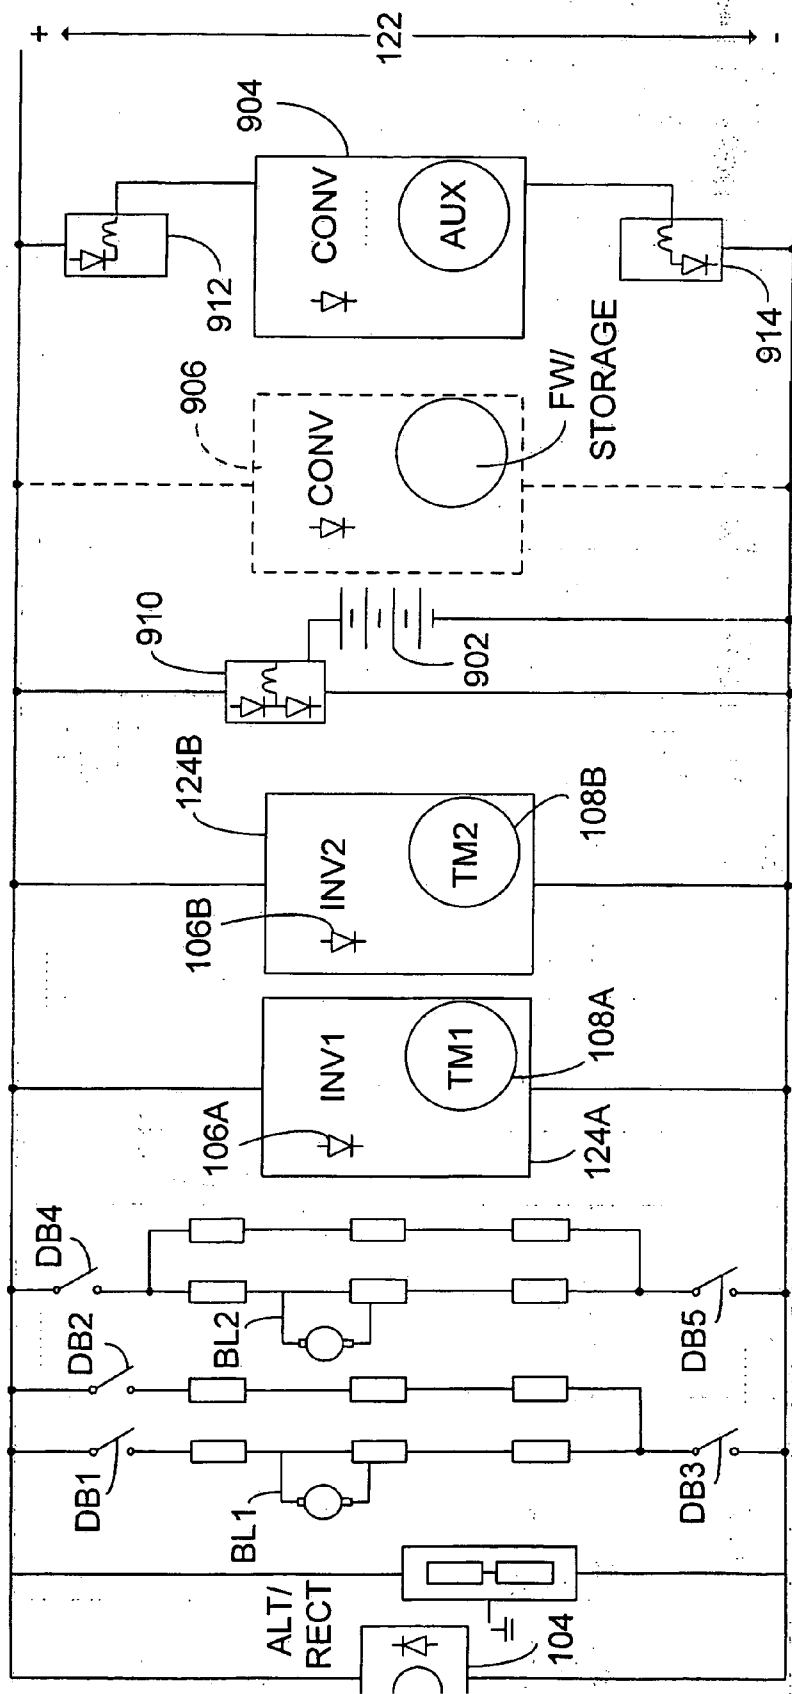 +
122
-
904
CONV
AUX
912
914
906
CONV
FW/
STORAGE
910
902
124B
INV2
TM2
106B
108B
INV1
TM1
106A
108A
124A
DB4
DB2
BL2
DB5
DB1
BL1
DB3
ALT/
RECT
104